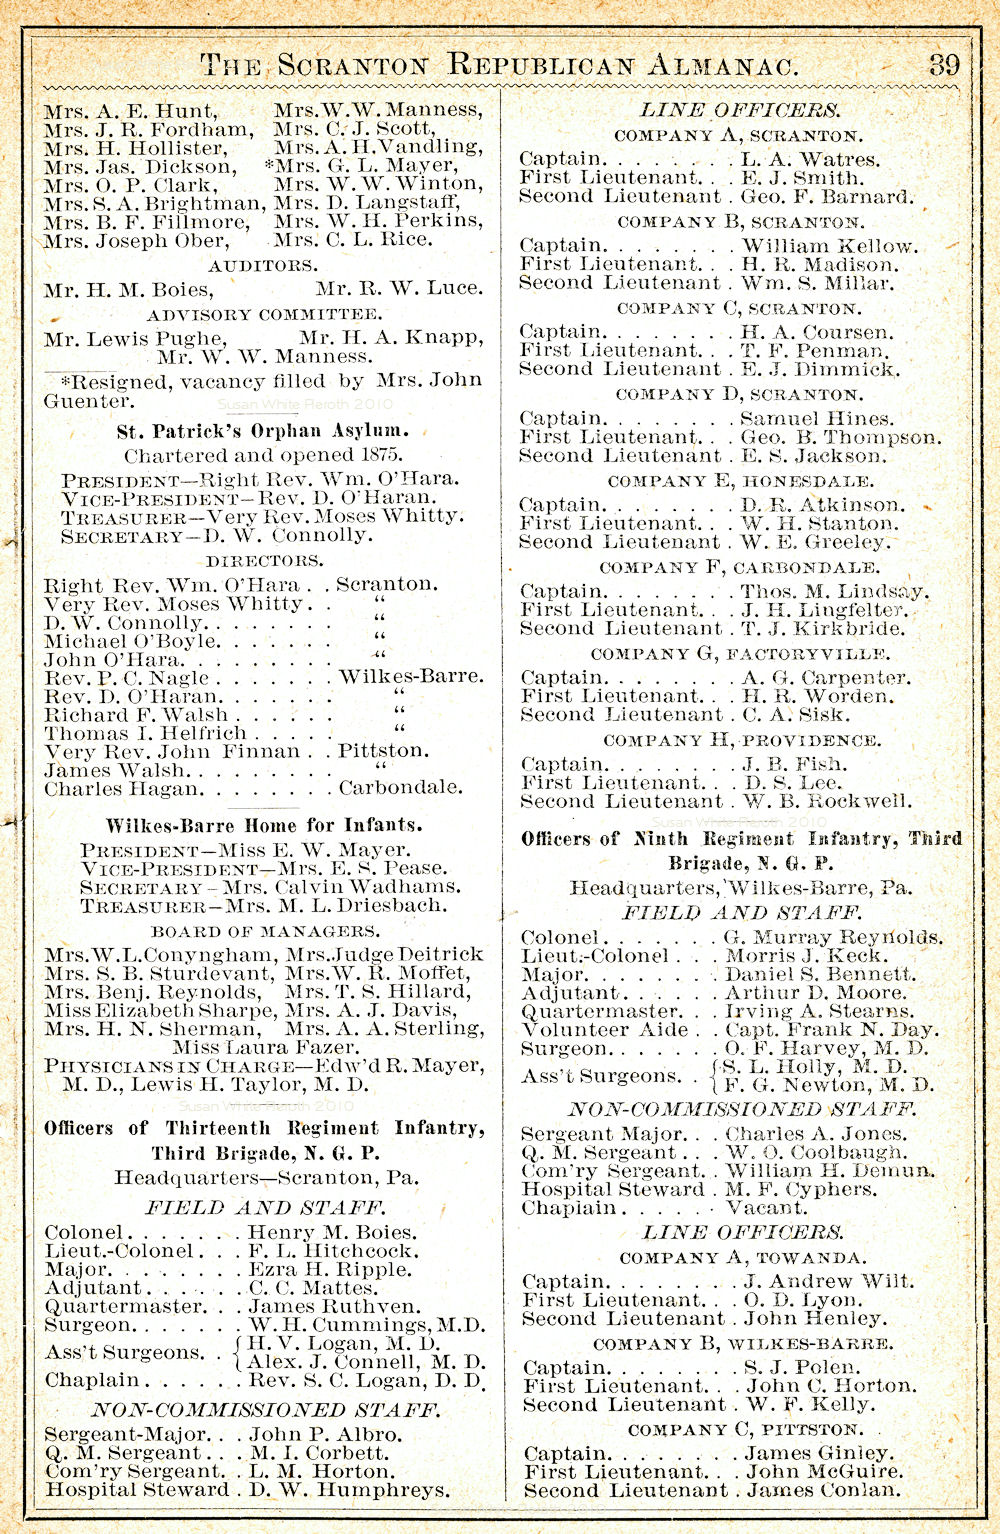 THE SCRANTON REPUBLICAN ALMANAC. 39
Mrs. A. E. Hunt, Mrs. W. W. Manness,
Mrs. J. R. Fordham, Mrs. C. J. Scott,
Mrs. H. Hollister, Mrs. A. H. Vandling,
Mrs. Jas. Dickson, *Mrs. G. L. Mayer,
Mrs. O. P. Clark, Mrs. W. W. Winton,
Mrs. S. A. Brightman, Mrs. D. Langstaff,
Mrs. B. F. Fillmore, Mrs. W. H. Perkins,
Mrs. Joseph Ober, Mrs. C. L. Rice.
AUDITORS.
Mr. H. M. Boies, Mr. R. W. Luce.
ADVISORY COMMITTEE.
Mr. Lewis Pughe, Mr. H. A. Knapp,
Mr. W. W. Manness.
*Resigned, vacancy filled by Mrs. John
Guenter.
Susan White Pieroth 2010
St. Patrick's Orphan Asylum.
Chartered and opened 1875.
PRESIDENT—Right Rev. Wm. O'Hara.
VICE-PRESIDENT—Rev. D. O'Haran.
TREASURER—Very Rev. Moses Whitty.
SECRETARY—D. W. Connolly.
DIRECTORS.
Right Rev. Wm. O'Hara . . Scranton.
Very Rev. Moses Whitty. . “
D. W. Connolly. . . . . . . . “
Michael O'Boyle. . . . . . . “
John O'Hara. . . . . . . . . “
Rev. P. C. Nagle . . . . . . . Wilkes-Barre.
Rev. D. O'Haran. . . . . . . “
Richard F. Walsh . . . . . . “
Thomas I. Helfrich . . . . . “
Very Rev. John Finnan . . Pittston.
James Walsh. . . . . . . . . “
Charles Hagan. . . . . . . . Carbondale.
Wilkes-Barre Home for Infants.
PRESIDENT—Miss E. W. Mayer.
VICE-PRESIDENT—Mrs. E. S. Pease.
SECRETARY—Mrs. Calvin Wadhams.
TREASURER—Mrs. M. L. Driesbach.
BOARD OF MANAGERS.
Mrs. W. L. Conyngham, Mrs. Judge Deitrick
Mrs. S. B. Sturdevant, Mrs. W. R. Moffet,
Mrs. Benj. Reynolds, Mrs. T. S. Hillard,
Miss Elizabeth Sharpe, Mrs. A. J. Davis,
Mrs. H. N. Sherman, Mrs. A. A. Sterling,
Miss Laura Fazer.
PHYSICIANS IN CHARGE—Edw'd R. Mayer,
M. D., Lewis H. Taylor, M. D.
Susan White Pieroth 2010
Officers of Thirteenth Regiment Infantry,
Third Brigade, N. G. P.
Headquarters—Scranton, Pa.
FIELD AND STAFF.
Colonel. . . . . . . Henry M. Boies.
Lieut.-Colonel . . . F. L. Hitchcock.
Major. . . . . . . . Ezra H. Ripple.
Adjutant . . . . . . C. C. Mattes.
Quartermaster. . . James Ruthven.
Surgeon. . . . . . . W. H. Cummings, M.D.
Ass't Surgeons. . { H. V. Logan, M. D.
Alex. J. Connell, M. D.
Chaplain . . . . . . Rev. S. C. Logan, D. D.
NON-COMMISSIONED STAFF.
Sergeant-Major. . . John P. Albro.
Q. M. Sergeant . . . M. I. Corbett.
Com'ry Sergeant. . L. M. Horton.
Hospital Steward . D. W. Humphreys.
LINE OFFICERS.
COMPANY A, SCRANTON.
Captain. . . . . . . . L. A. Watres.
First Lieutenant. . . E. J. Smith.
Second Lieutenant . Geo. F. Barnard.
COMPANY B, SCRANTON.
Captain. . . . . . . . William Kellow.
First Lieutenant. . . H. R. Madison.
Second Lieutenant . Wm. S. Millar.
COMPANY C, SCRANTON.
Captain. . . . . . . . H. A. Coursen.
First Lieutenant. . . T. F. Penman.
Second Lieutenant . E. J. Dimmick.
COMPANY D, SCRANTON.
Captain. . . . . . . . Samuel Hines.
First Lieutenant. . . Geo. B. Thompson.
Second Lieutenant . E. S. Jackson.
COMPANY E, HONESDALE.
Captain. . . . . . . . D. R. Atkinson.
First Lieutenant. . . W. H. Stanton.
Second Lieutenant . W. E. Greeley.
COMPANY F, CARBONDALE.
Captain. . . . . . . . Thos. M. Lindsay.
First Lieutenant. . . J. H. Lingfelter.
Second Lieutenant . T. J. Kirkbride.
COMPANY G, FACTORYVILLE.
Captain. . . . . . . . A. G. Carpenter.
First Lieutenant. . . H. R. Worden.
Second Lieutenant . C. A. Sisk.
COMPANY H, PROVIDENCE.
Captain. . . . . . . . J. B. Fish.
First Lieutenant. . . D. S. Lee.
Second Lieutenant . W. B. Rockwell.
Susan White Pieroth 2010
Officers of Ninth Regiment Infantry, Third
Brigade, N. G. P.
Headquarters, Wilkes-Barre, Pa.
FIELD AND STAFF.
Colonel. . . . . . . G. Murray Reynolds.
Lieut.-Colonel . . . Morris J. Keck.
Major. . . . . . . . Daniel S. Bennett.
Adjutant. . . . . . Arthur D. Moore.
Quartermaster. . . Irving A. Stearns.
Volunteer Aide . . Capt. Frank N. Day.
Surgeon. . . . . . . O. F. Harvey, M. D.
Ass't Surgeons. . { S. L. Holly, M. D.
F. G. Newton, M. D.
NON-COMMISSIONED STAFF.
Sergeant Major. . . Charles A. Jones.
Q. M. Sergeant . . . W. O. Coolbaugh.
Com'ry Sergeant. . William H. Demun.
Hospital Steward . M. F. Cyphers.
Chaplain . . . . . . Vacant.
LINE OFFICERS.
COMPANY A, TOWANDA.
Captain. . . . . . . . J. Andrew Wilt.
First Lieutenant. . . O. D. Lyon.
Second Lieutenant . John Henley.
COMPANY B, WILKES-BARRE.
Captain. . . . . . . . S. J. Polen.
First Lieutenant. . . John C. Horton.
Second Lieutenant . W. F. Kelly.
COMPANY C, PITTSTON.
Captain. . . . . . . . James Ginley.
First Lieutenant. . . John McGuire.
Second Lieutenant . James Conlan.